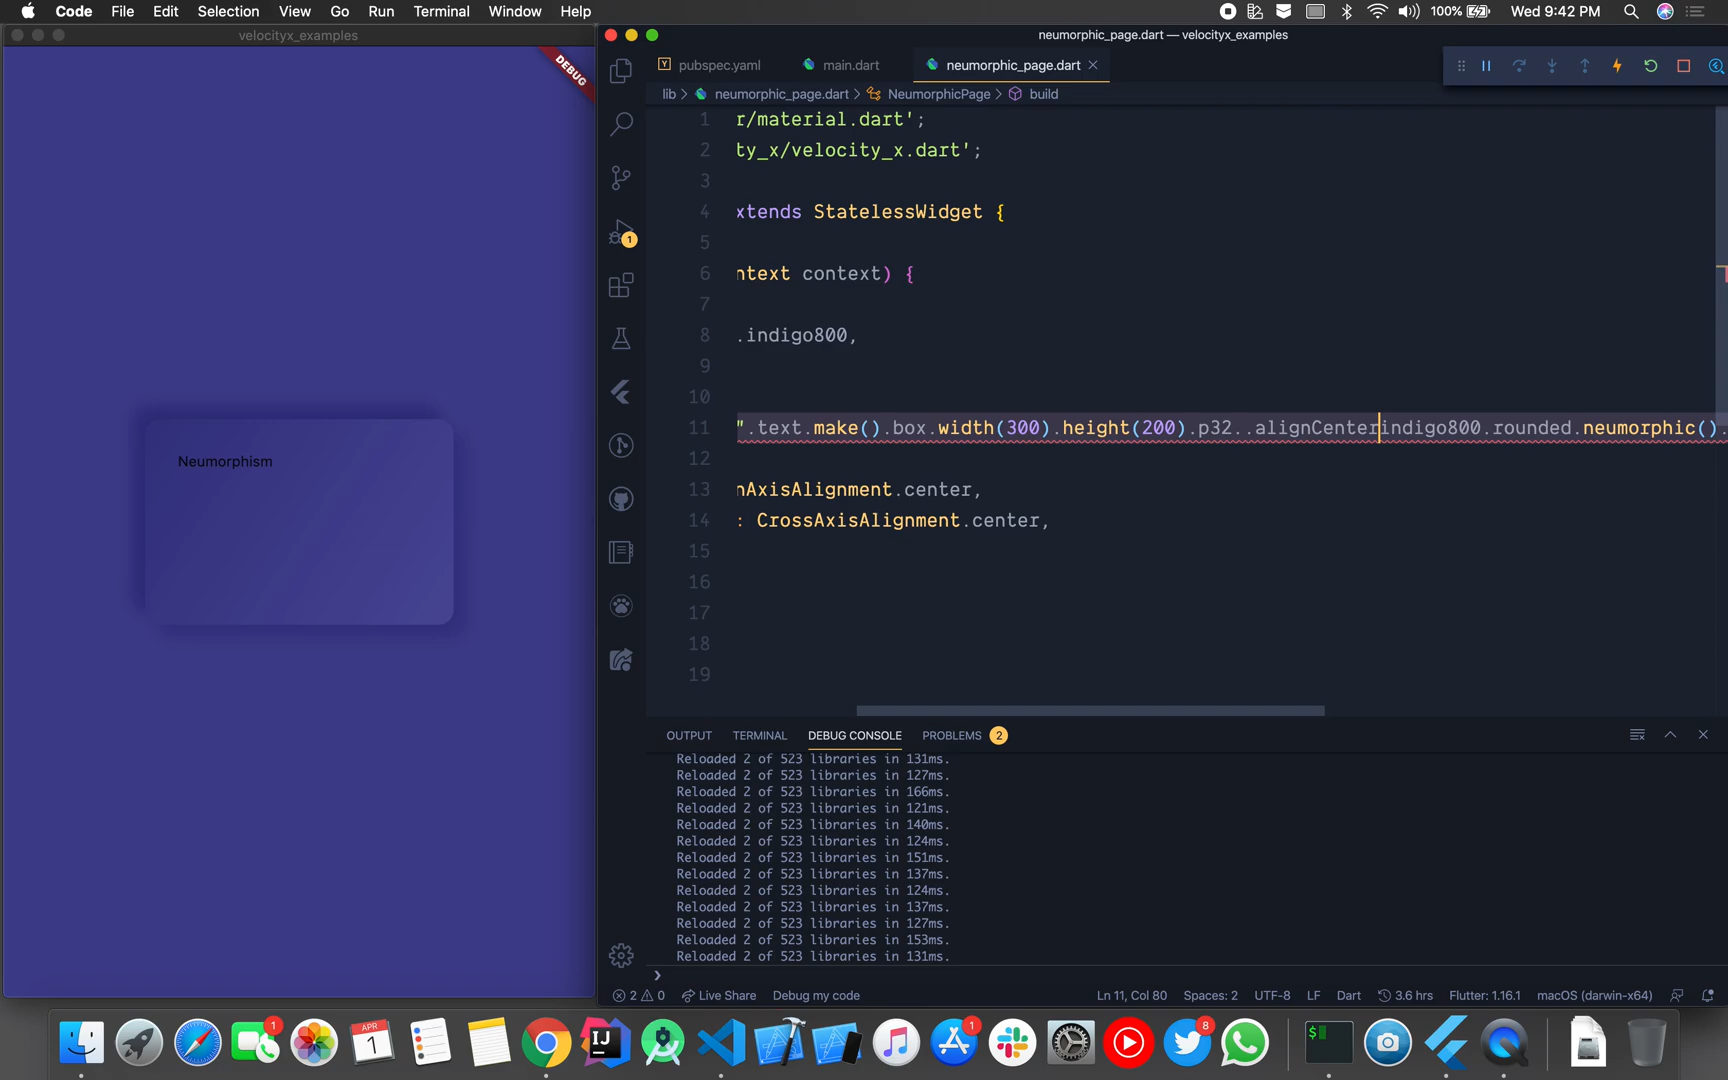 Code File Edit Selection View Go Run Terminal Window Help
100% Wed 9:42 PM
velocityx_examples
DEBUG
Neumorphism
neumorphic_page.dart — velocityx_examples
pubspec.yaml main.dart neumorphic_page.dart
lib > neumorphic_page.dart > NeumorphicPage > build
1 r/material.dart';
2 ty_x/velocity_x.dart';
3
4 xtends StatelessWidget {
5
6 ntext context) {
7
8 .indigo800,
9
10
11 ".text.make().box.width(300).height(200).p32..alignCenterindigo800.rounded.neumorphic().
12
13 nAxisAlignment.center,
14 : CrossAxisAlignment.center,
15
16
17
18
19
1
OUTPUT TERMINAL DEBUG CONSOLE PROBLEMS 2
Reloaded 2 of 523 libraries in 131ms.
Reloaded 2 of 523 libraries in 127ms.
Reloaded 2 of 523 libraries in 166ms.
Reloaded 2 of 523 libraries in 121ms.
Reloaded 2 of 523 libraries in 140ms.
Reloaded 2 of 523 libraries in 124ms.
Reloaded 2 of 523 libraries in 151ms.
Reloaded 2 of 523 libraries in 137ms.
Reloaded 2 of 523 libraries in 124ms.
Reloaded 2 of 523 libraries in 137ms.
Reloaded 2 of 523 libraries in 127ms.
Reloaded 2 of 523 libraries in 153ms.
Reloaded 2 of 523 libraries in 131ms.
>
2 0 Live Share Debug my code Ln 11, Col 80 Spaces: 2 UTF-8 LF Dart 3.6 hrs Flutter: 1.16.1 macOS (darwin-x64)
1 APR 1 IJ 1 8 $